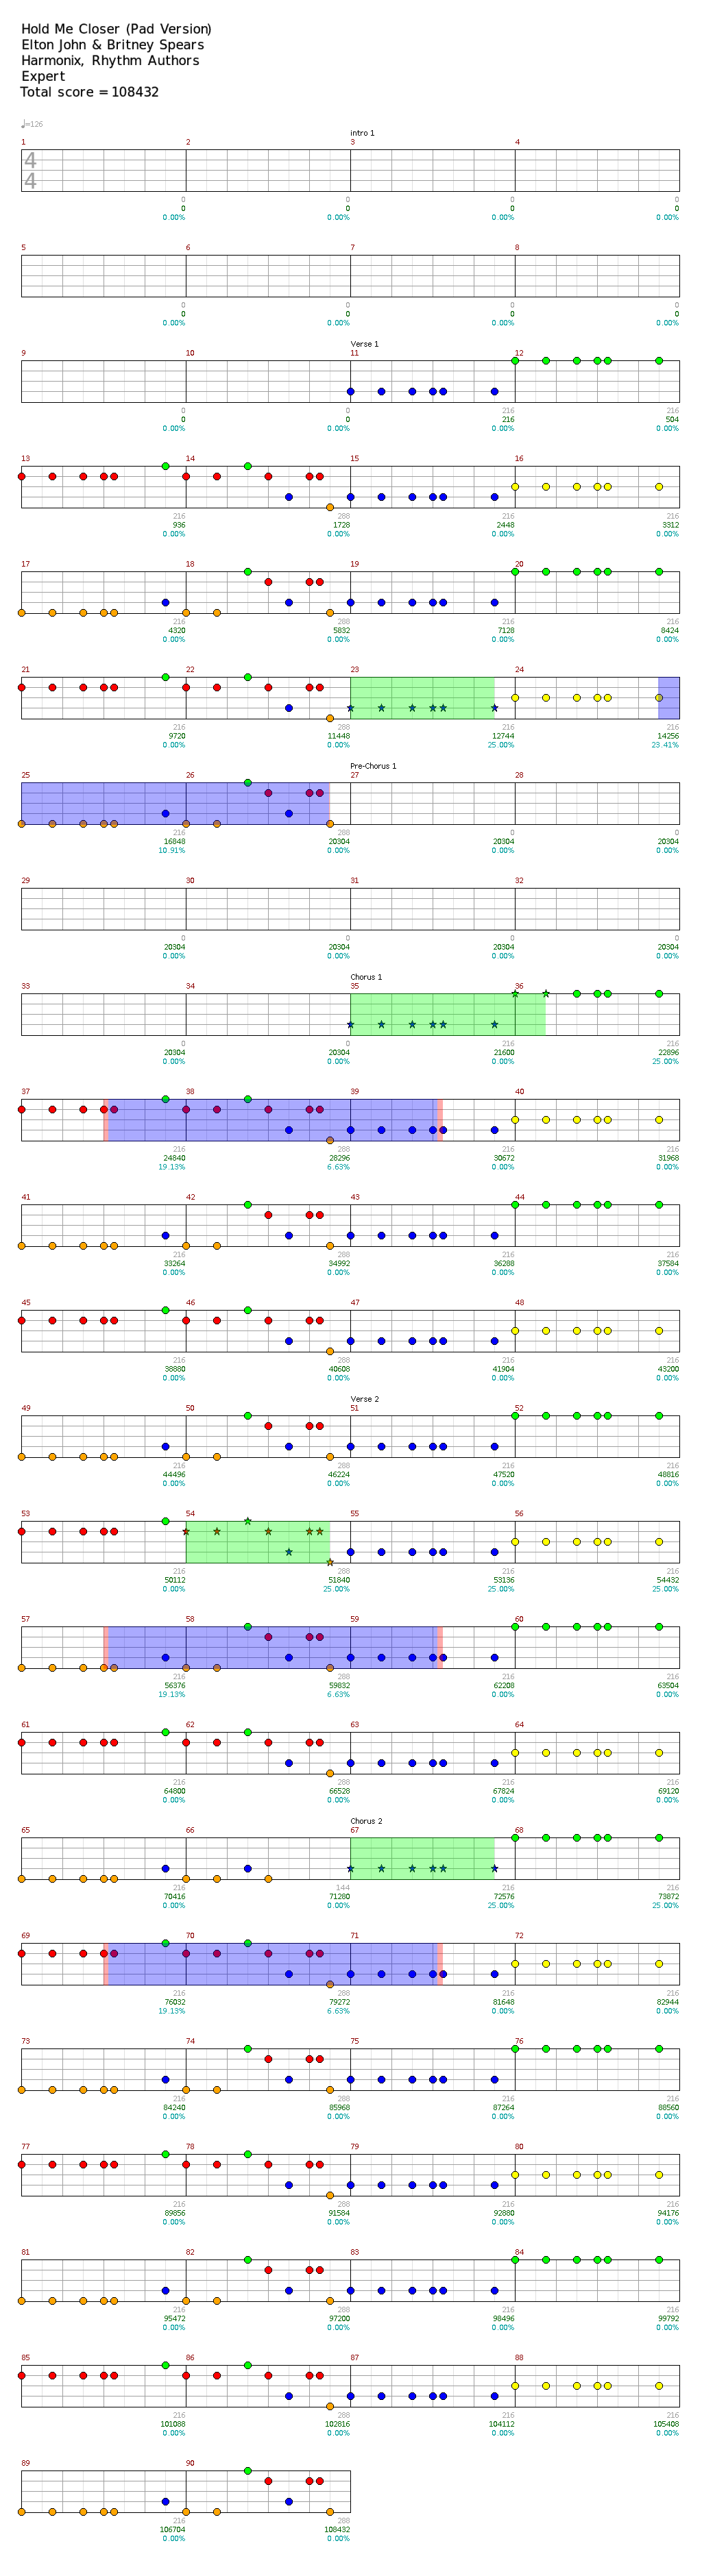 Hold Me Closer (Pad Version)
Elton John & Britney Spears
Harmonix, Rhythm Authors
Expert
Total score = 108432
♩=126
intro 1
1 2 3 4
4
4
0 0 0 0
0 0 0 0
0.00% 0.00% 0.00% 0.00%
5 6 7 8
0 0 0 0
0 0 0 0
0.00% 0.00% 0.00% 0.00%
Verse 1
9 10 11 12
0 0 216 216
0 0 216 504
0.00% 0.00% 0.00% 0.00%
13 14 15 16
216 288 216 216
936 1728 2448 3312
0.00% 0.00% 0.00% 0.00%
17 18 19 20
216 288 216 216
4320 5832 7128 8424
0.00% 0.00% 0.00% 0.00%
21 22 23 24
216 288 216 216
9720 11448 12744 14256
0.00% 0.00% 25.00% 23.41%
Pre-Chorus 1
25 26 27 28
216 288 0 0
16848 20304 20304 20304
10.91% 0.00% 0.00% 0.00%
29 30 31 32
0 0 0 0
20304 20304 20304 20304
0.00% 0.00% 0.00% 0.00%
Chorus 1
33 34 35 36
0 0 216 216
20304 20304 21600 22896
0.00% 0.00% 0.00% 25.00%
37 38 39 40
216 288 216 216
24840 28296 30672 31968
19.13% 6.63% 0.00% 0.00%
41 42 43 44
216 288 216 216
33264 34992 36288 37584
0.00% 0.00% 0.00% 0.00%
45 46 47 48
216 288 216 216
38880 40608 41904 43200
0.00% 0.00% 0.00% 0.00%
Verse 2
49 50 51 52
216 288 216 216
44496 46224 47520 48816
0.00% 0.00% 0.00% 0.00%
53 54 55 56
216 288 216 216
50112 51840 53136 54432
0.00% 25.00% 25.00% 25.00%
57 58 59 60
216 288 216 216
56376 59832 62208 63504
19.13% 6.63% 0.00% 0.00%
61 62 63 64
216 288 216 216
64800 66528 67824 69120
0.00% 0.00% 0.00% 0.00%
Chorus 2
65 66 67 68
216 144 216 216
70416 71280 72576 73872
0.00% 0.00% 25.00% 25.00%
69 70 71 72
216 288 216 216
76032 79272 81648 82944
19.13% 6.63% 0.00% 0.00%
73 74 75 76
216 288 216 216
84240 85968 87264 88560
0.00% 0.00% 0.00% 0.00%
77 78 79 80
216 288 216 216
89856 91584 92880 94176
0.00% 0.00% 0.00% 0.00%
81 82 83 84
216 288 216 216
95472 97200 98496 99792
0.00% 0.00% 0.00% 0.00%
85 86 87 88
216 288 216 216
101088 102816 104112 105408
0.00% 0.00% 0.00% 0.00%
89 90
216 288
106704 108432
0.00% 0.00%